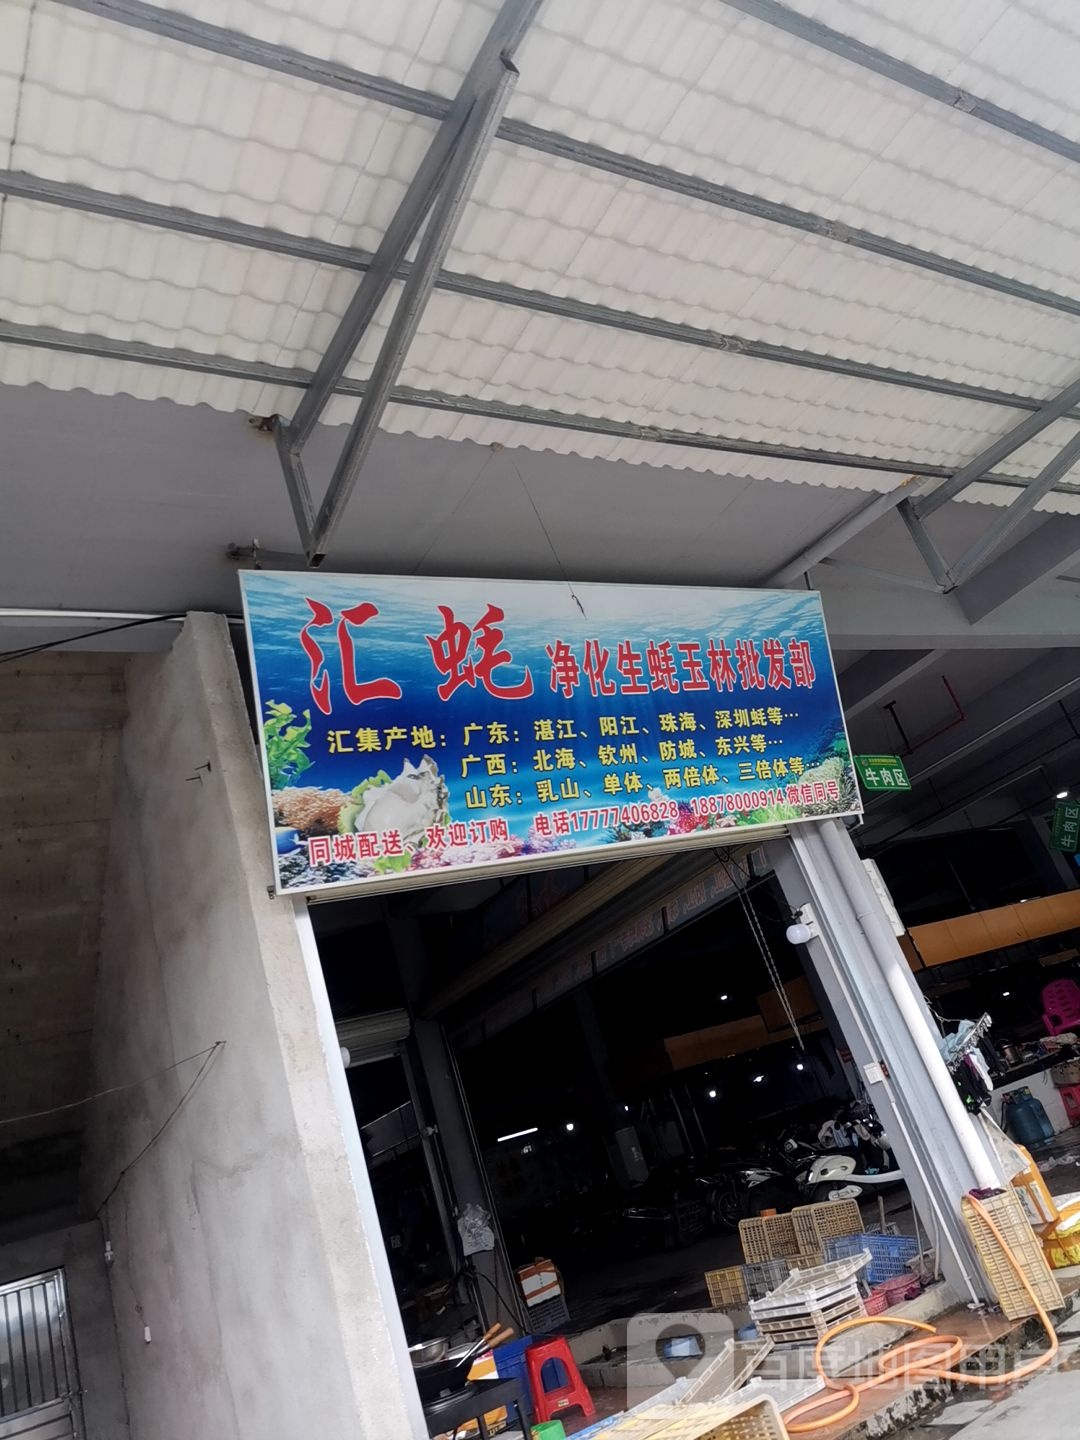 汇蚝 净化生蚝玉林批发部
汇集产地：广东：湛江、阳江、珠海、深圳蚝等…
广西：北海、钦州、防城、东兴等…
山东：乳山、单体、两倍体、三倍体等…
同城配送、欢迎订购 电话17777406828 18878000914微信同号
牛肉区
牛肉区
百度地图用户